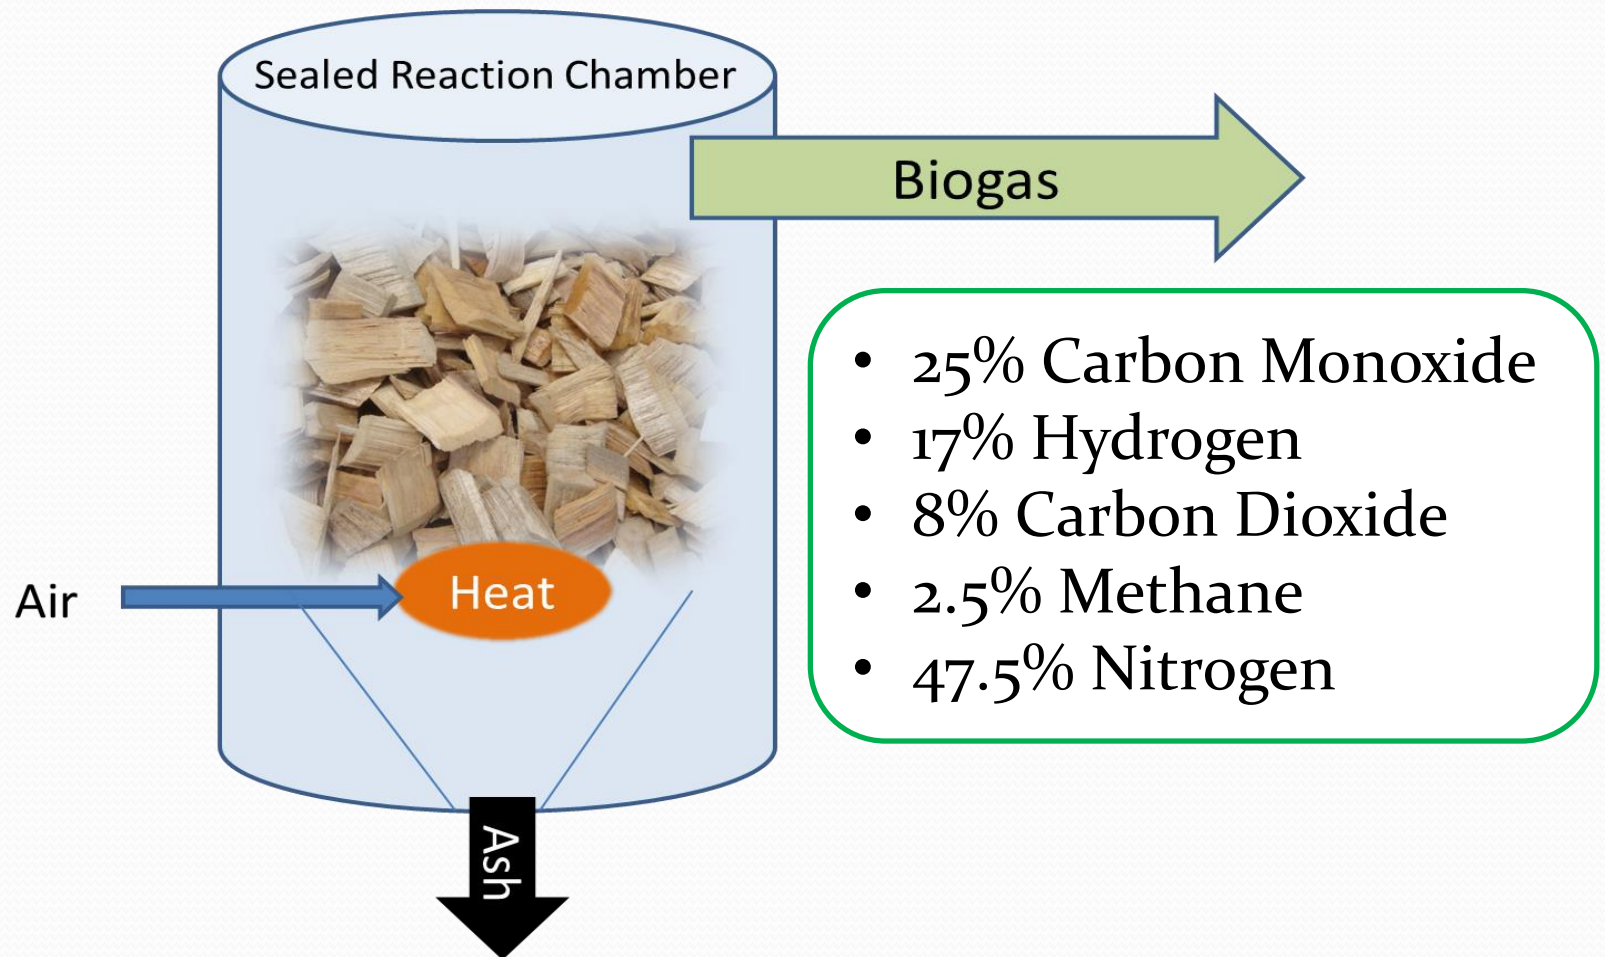 Sealed Reaction Chamber
Biogas
• 25% Carbon Monoxide
• 17% Hydrogen
• 8% Carbon Dioxide
• 2.5% Methane
• 47.5% Nitrogen
Air
Heat
Ash